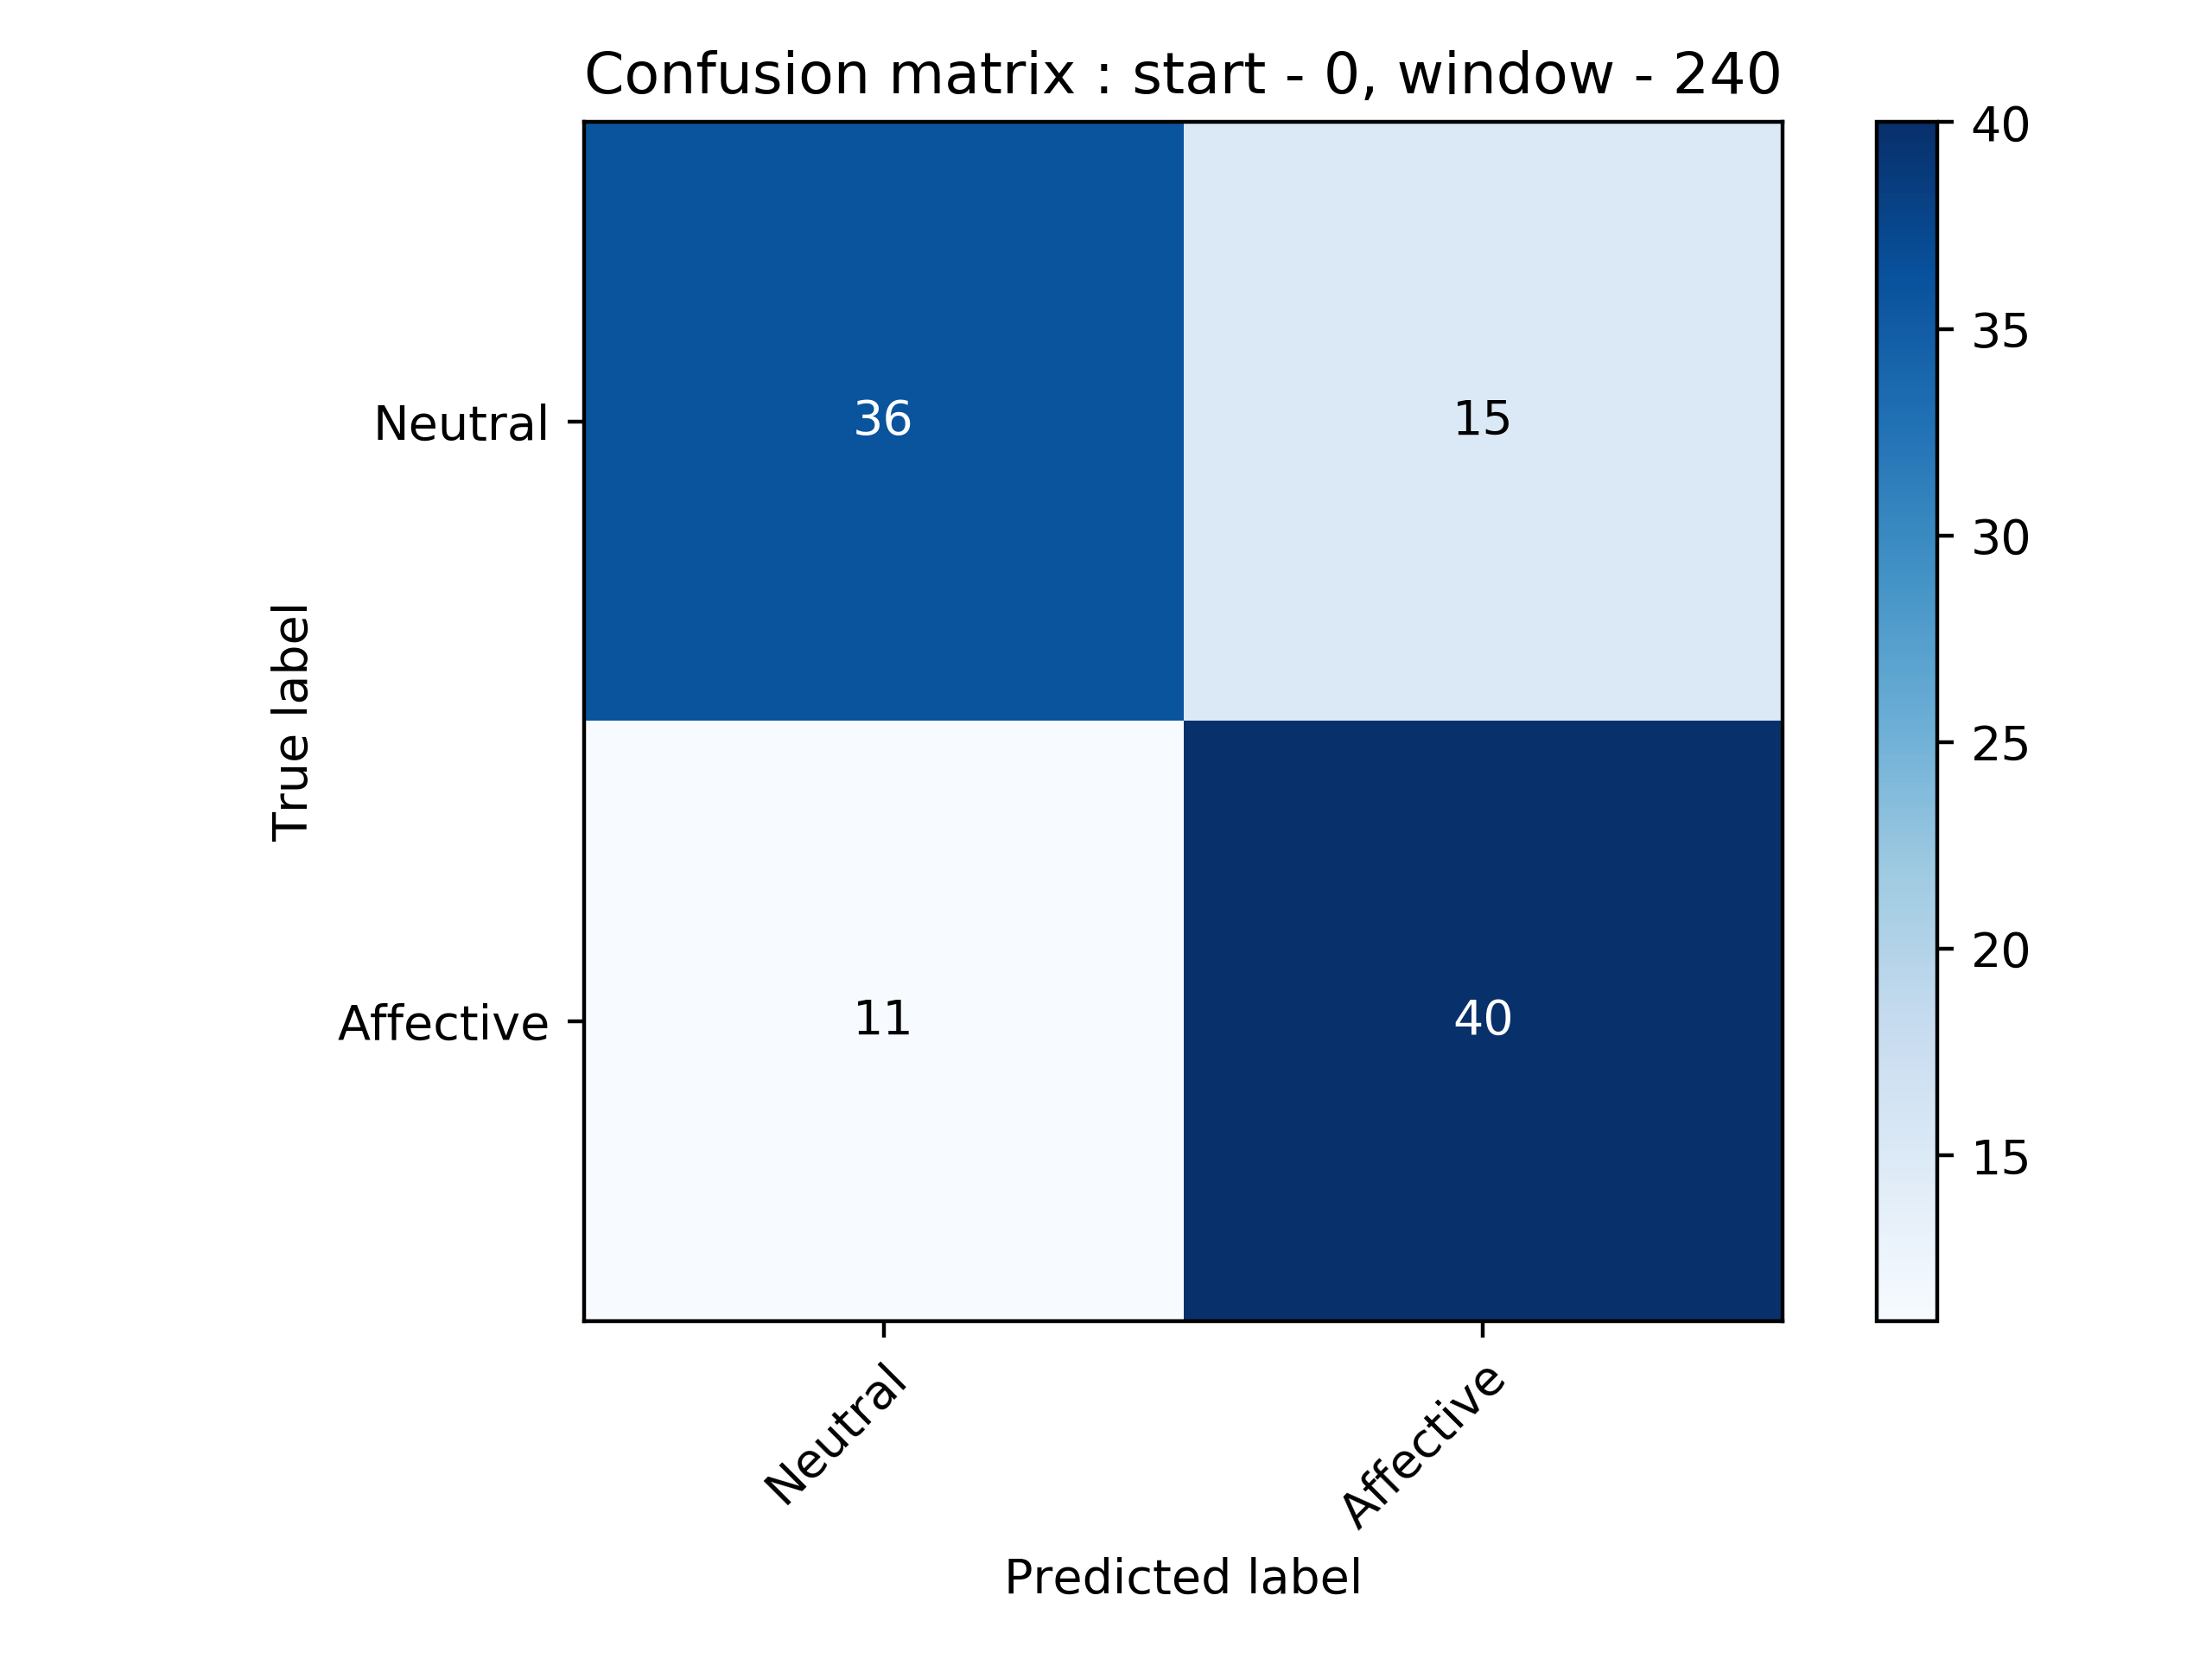 Confusion matrix : start - 0, window - 240
True label
Neutral
Affective
36
15
11
40
Neutral
Affective
Predicted label
40
35
30
25
20
15